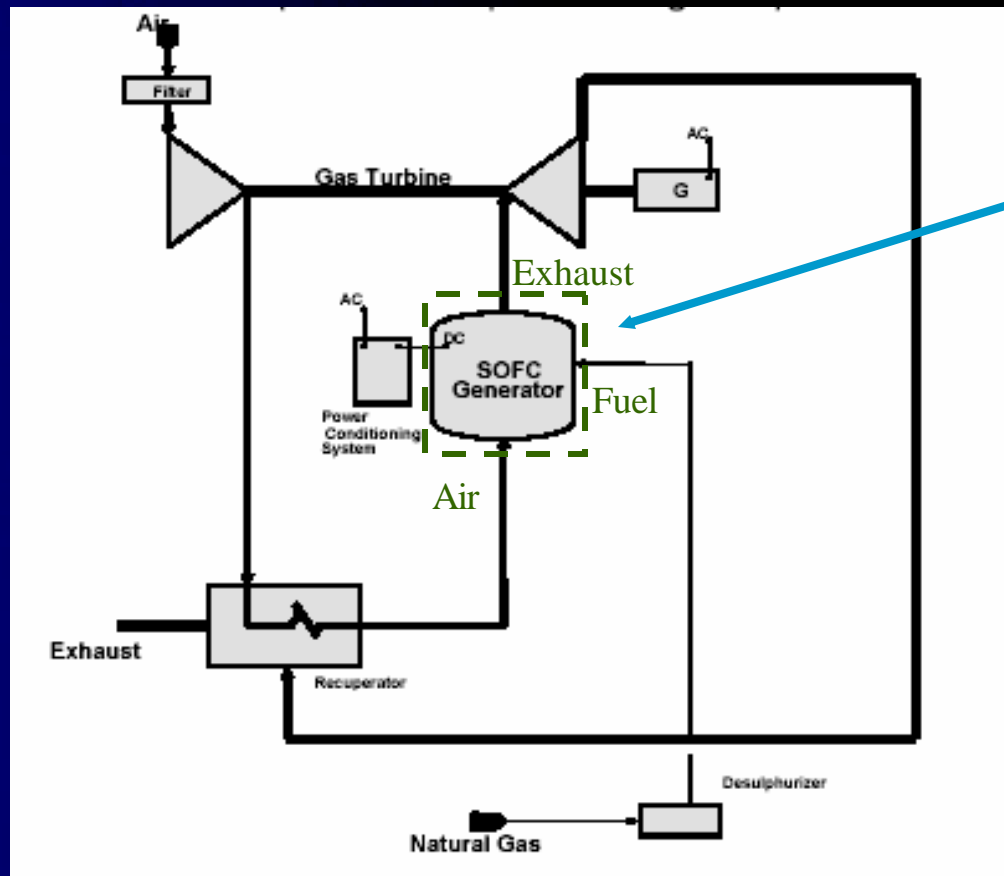 Air
Filter
Gas Turbine
AC
G
Exhaust
AC
DC
SOFC
Generator
Fuel
Power
Conditioning
System
Air
Exhaust
Recuperator
Desulphurizer
Natural Gas